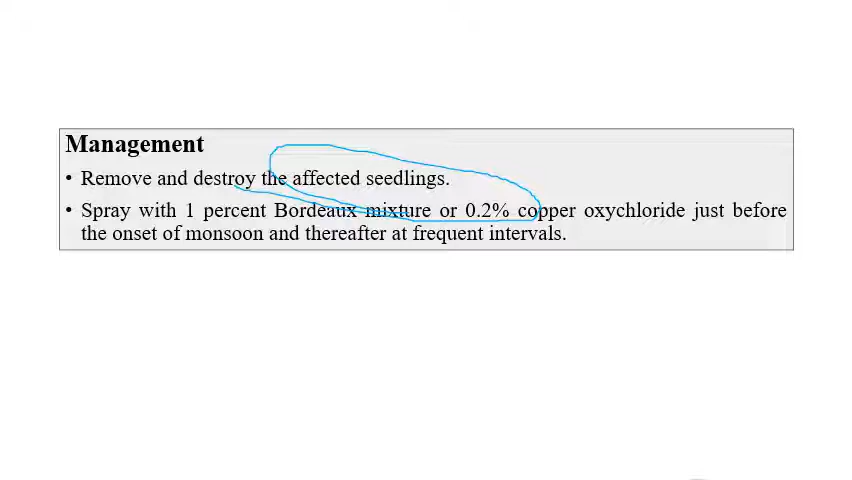 Management
• Remove and destroy the affected seedlings.
• Spray with 1 percent Bordeaux mixture or 0.2% copper oxychloride just before
the onset of monsoon and thereafter at frequent intervals.